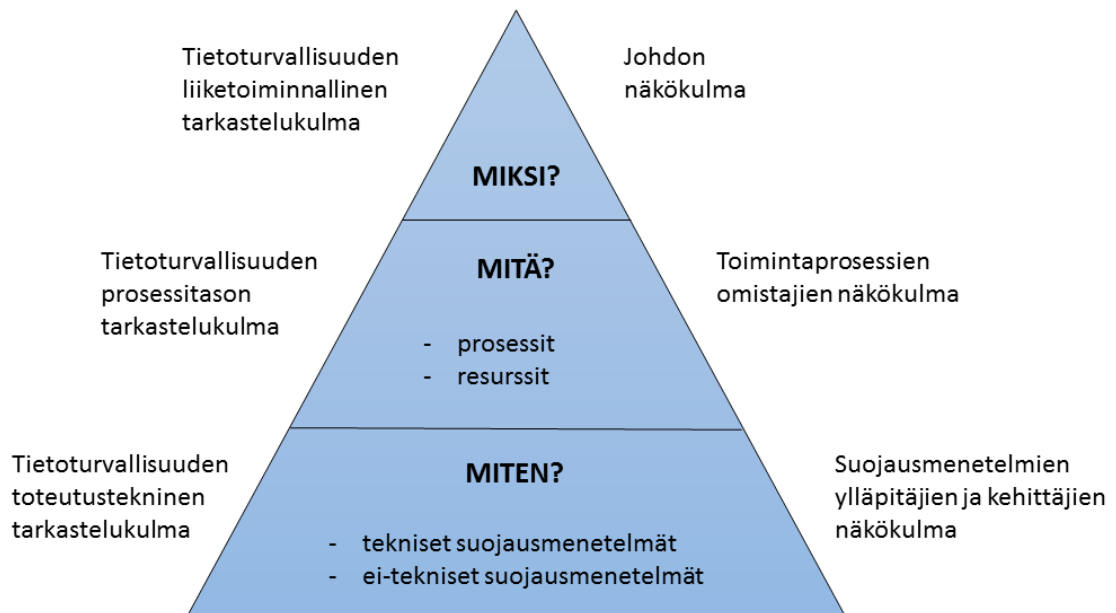 Tietoturvallisuuden
liiketoiminnallinen
tarkastelukulma
Johdon
näkökulma
MIKSI?
Tietoturvallisuuden
prosessitason
tarkastelukulma
MITÄ?
- prosessit
- resurssit
Toimintaprosessien
omistajien näkökulma
Tietoturvallisuuden
toteutustekninen
tarkastelukulma
MITEN?
- tekniset suojausmenetelmät
- ei-tekniset suojausmenetelmät
Suojausmenetelmien
ylläpitäjien ja kehittäjien
näkökulma